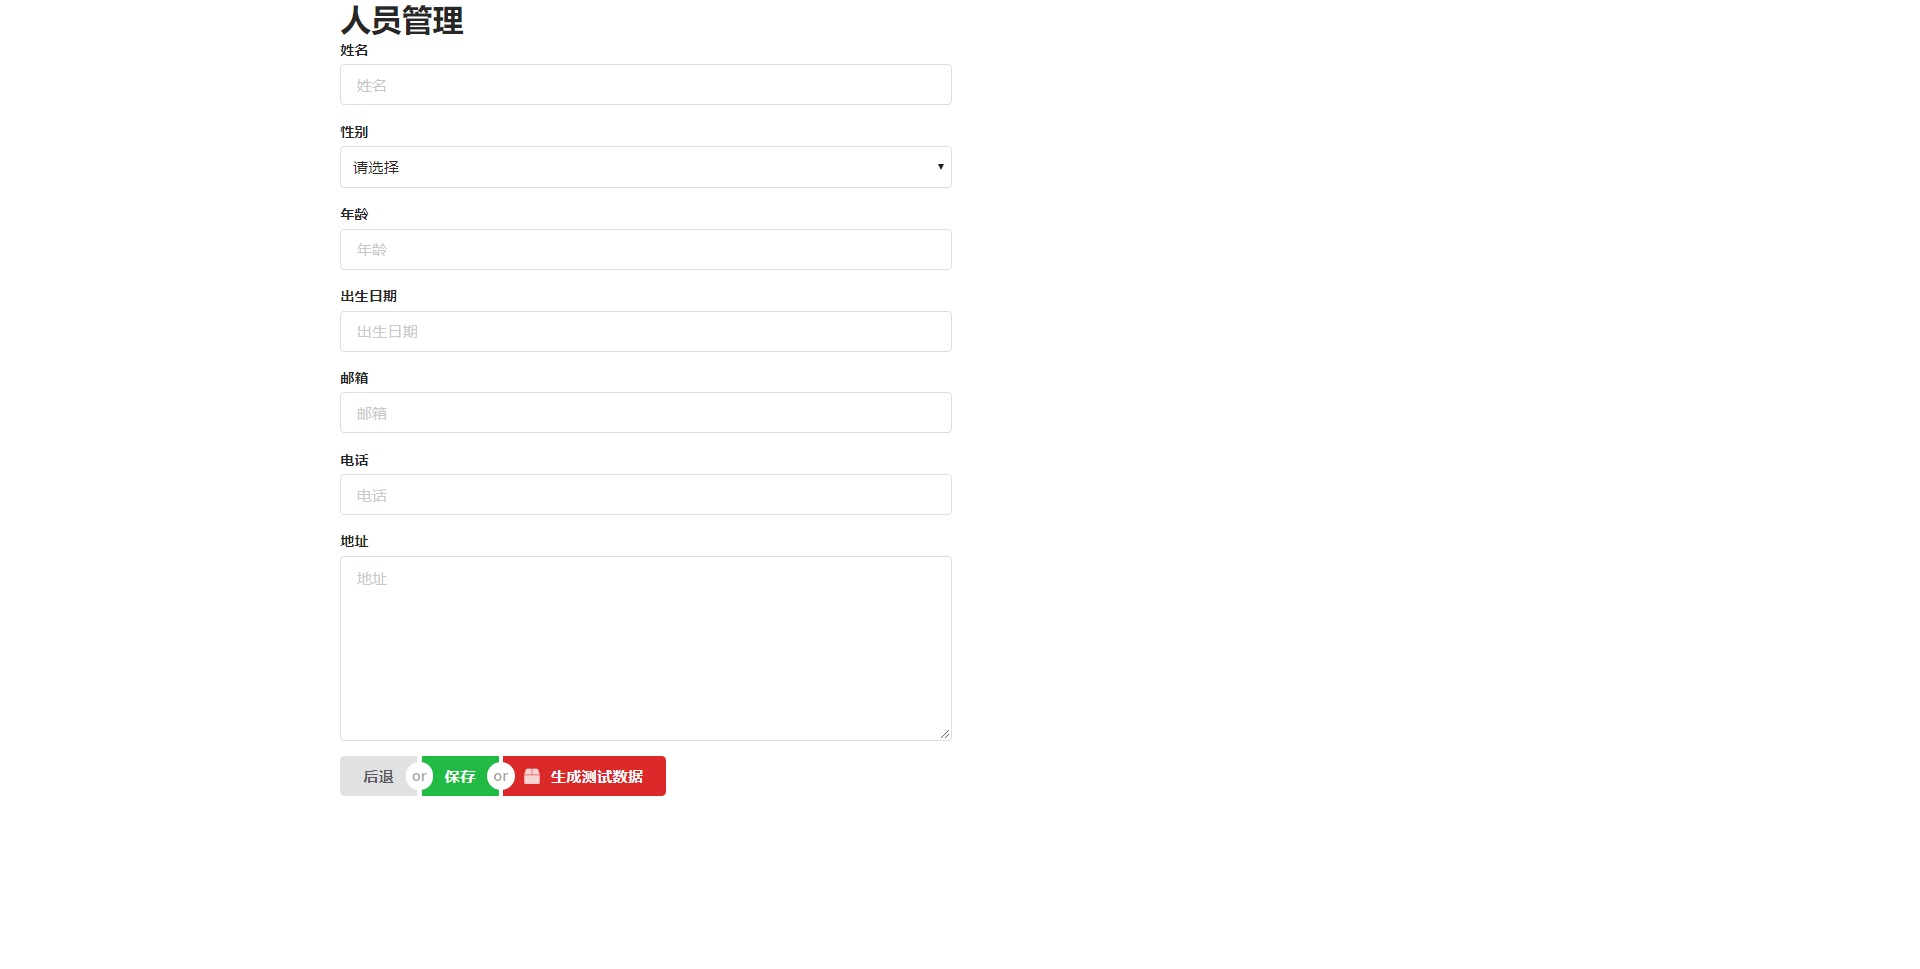 人员管理
姓名
姓名
性别
请选择
年龄
年龄
出生日期
出生日期
邮箱
邮箱
电话
电话
地址
地址
后退 or 保存 or 生成测试数据